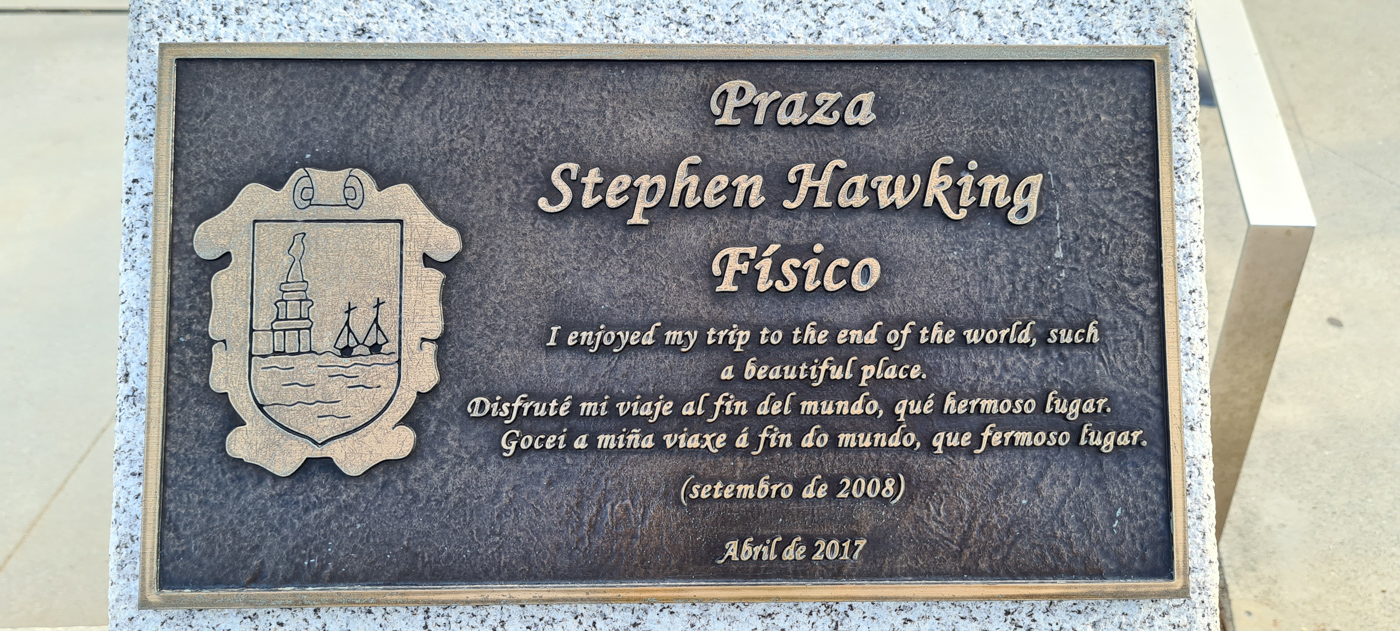 Praza
Stephen Hawking
Físico
I enjoyed my trip to the end of the world, such
a beautiful place.
Disfruté mi viaje al fin del mundo, qué hermoso lugar.
Gocei a miña viaxe á fin do mundo, que fermoso lugar.
(setembro de 2008)
Abril de 2017